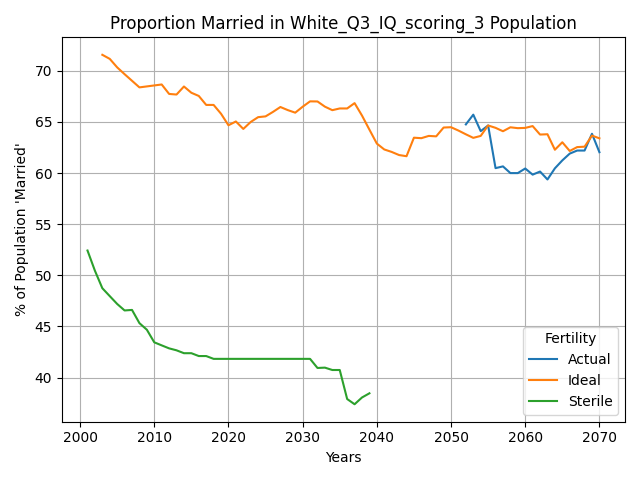 Proportion Married in White_Q3_IQ_scoring_3 Population
% of Population 'Married'
70
65
60
55
50
45
40
Fertility
Actual
Ideal
Sterile
2000 2010 2020 2030 2040 2050 2060 2070
Years